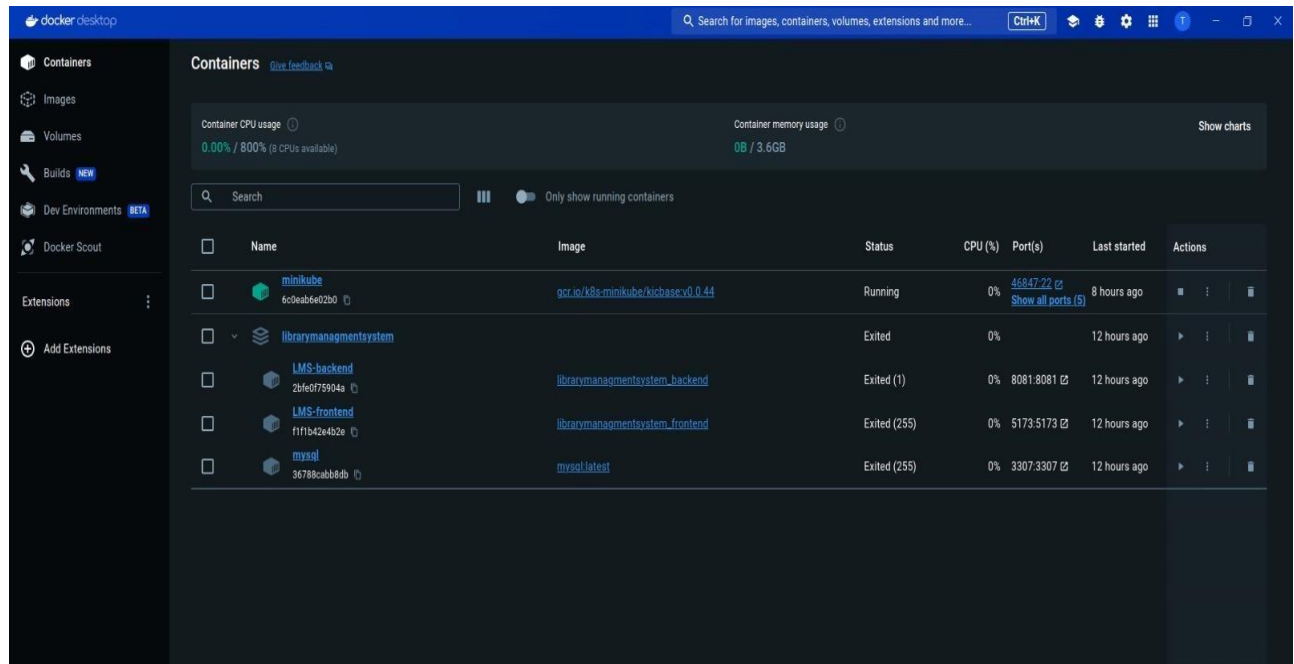 docker desktop
Search for images, containers, volumes, extensions and more... Ctrl+K T
Containers
Images
Volumes
Builds NEW
Dev Environments BETA
Docker Scout
Extensions
Add Extensions
Containers Give feedback
Container CPU usage
0.00% / 800% (8 CPUs available)
Container memory usage
0B / 3.6GB
Show charts
Search
Only show running containers
Name Image Status CPU (%) Port(s) Last started Actions
minikube
6c0eab6e02b0
gcr.io/k8s-minikube/kicbase:v0.0.44 Running 0% 46847:22
Show all ports (5)
8 hours ago
librarymanagmentsystem Exited 0% 12 hours ago
LMS-backend
2bfe0f75904a
librarymanagmentsystem_backend Exited (1) 0% 8081:8081 12 hours ago
LMS-frontend
f1f1b42e4b2e
librarymanagmentsystem_frontend Exited (255) 0% 5173:5173 12 hours ago
mysql
36788cabb8db
mysql:latest Exited (255) 0% 3307:3307 12 hours ago